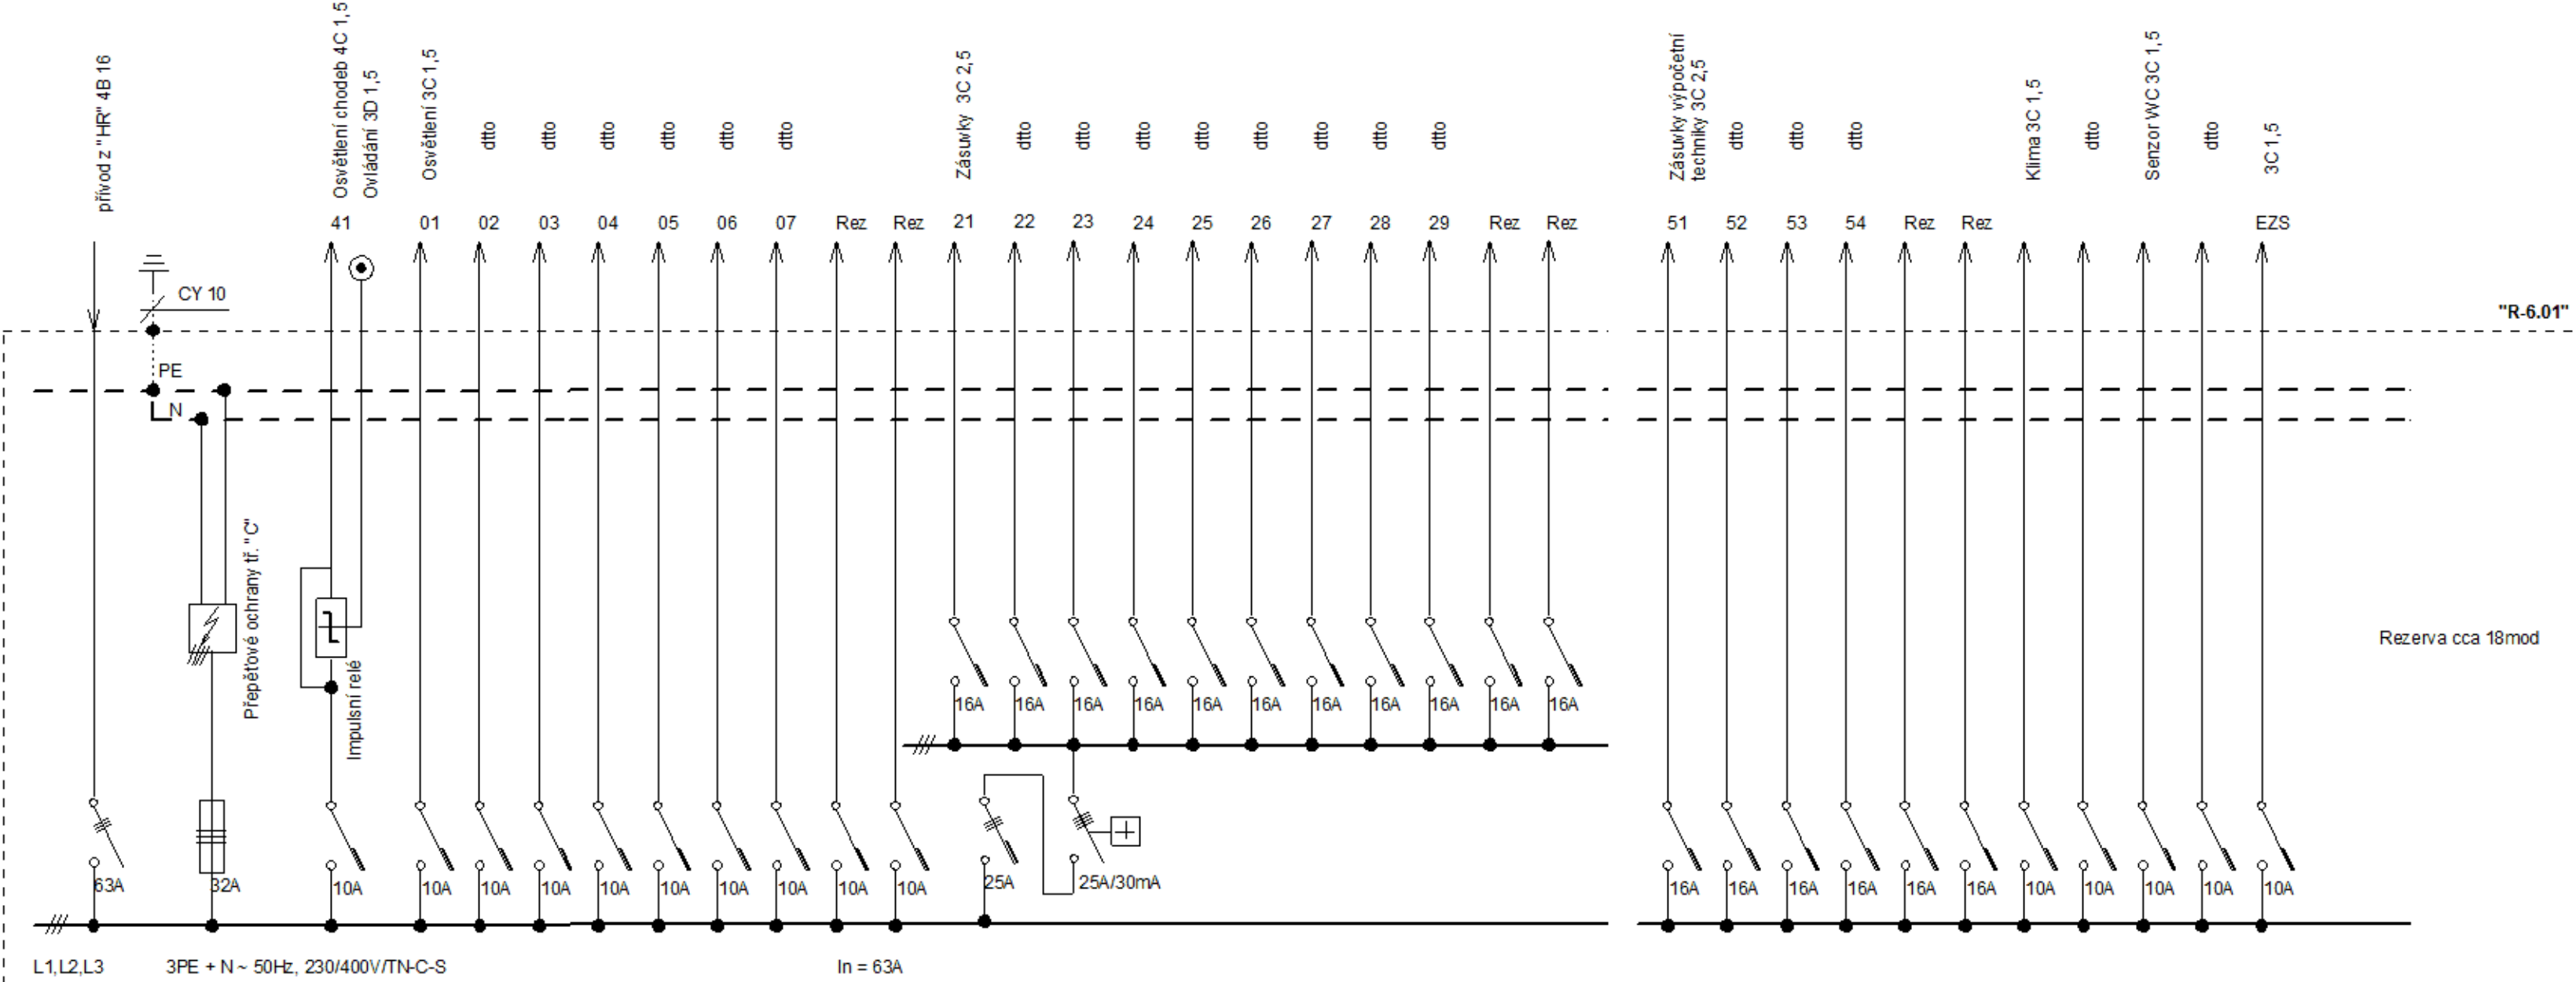 přívod z "HR" 4B 16
Osvětlení chodeb 4C 1,5
Ovládání 3D 1,5
Osvětlení 3C 1,5
dtto
dtto
dtto
dtto
dtto
dtto
Zásuvky 3C 2,5
dtto
dtto
dtto
dtto
dtto
dtto
dtto
dtto
Zásuvky výpočetní
techniky 3C 2,5
dtto
dtto
dtto
Klima 3C 1,5
dtto
Senzor WC 3C 1,5
dtto
3C 1,5
41 01 02 03 04 05 06 07 Rez Rez 21 22 23 24 25 26 27 28 29 Rez Rez 51 52 53 54 Rez Rez EZS
CY 10
"R-6.01"
PE
N
Přepěťové ochrany tř. "C"
Impulsní relé
Rezerva cca 18mod
16A 16A 16A 16A 16A 16A 16A 16A 16A 16A 16A
63A 32A 10A 10A 10A 10A 10A 10A 10A 10A 10A 10A 25A 25A/30mA 16A 16A 16A 16A 16A 16A 10A 10A 10A 10A 10A
L1,L2,L3 3PE + N ~ 50Hz, 230/400V/TN-C-S In = 63A